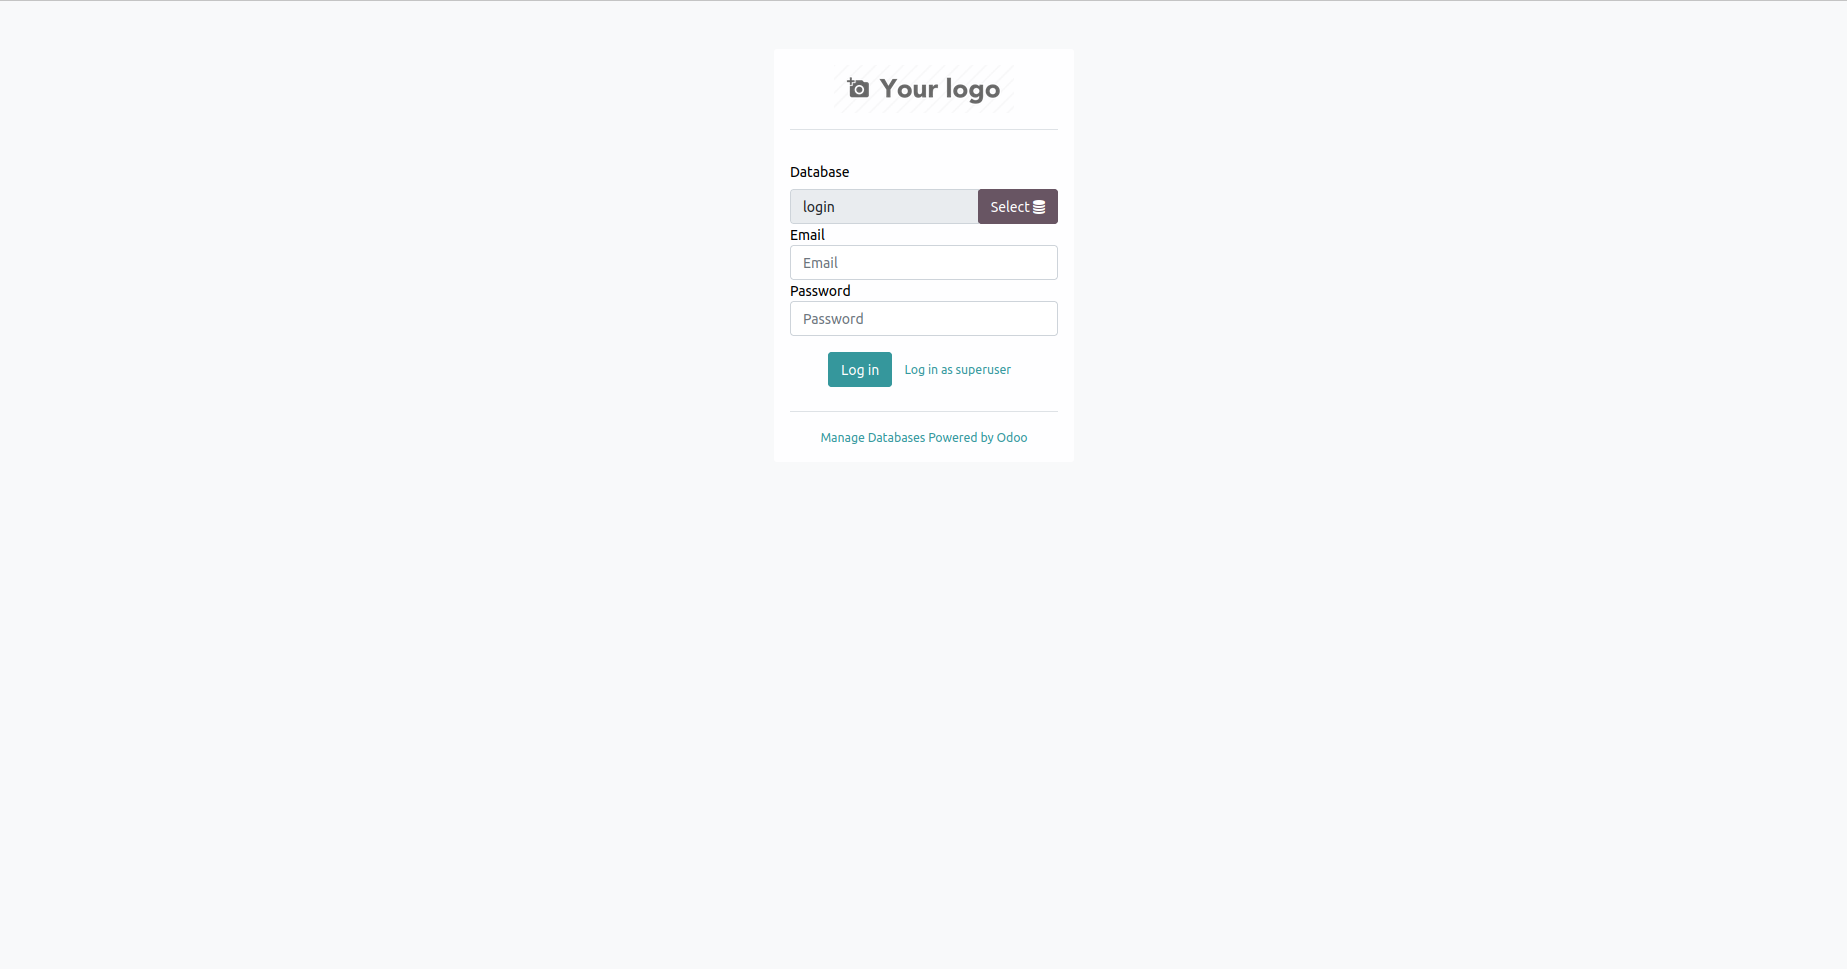 Your logo
Database
login Select
Email
Email
Password
Password
Log in Log in as superuser
Manage Databases Powered by Odoo